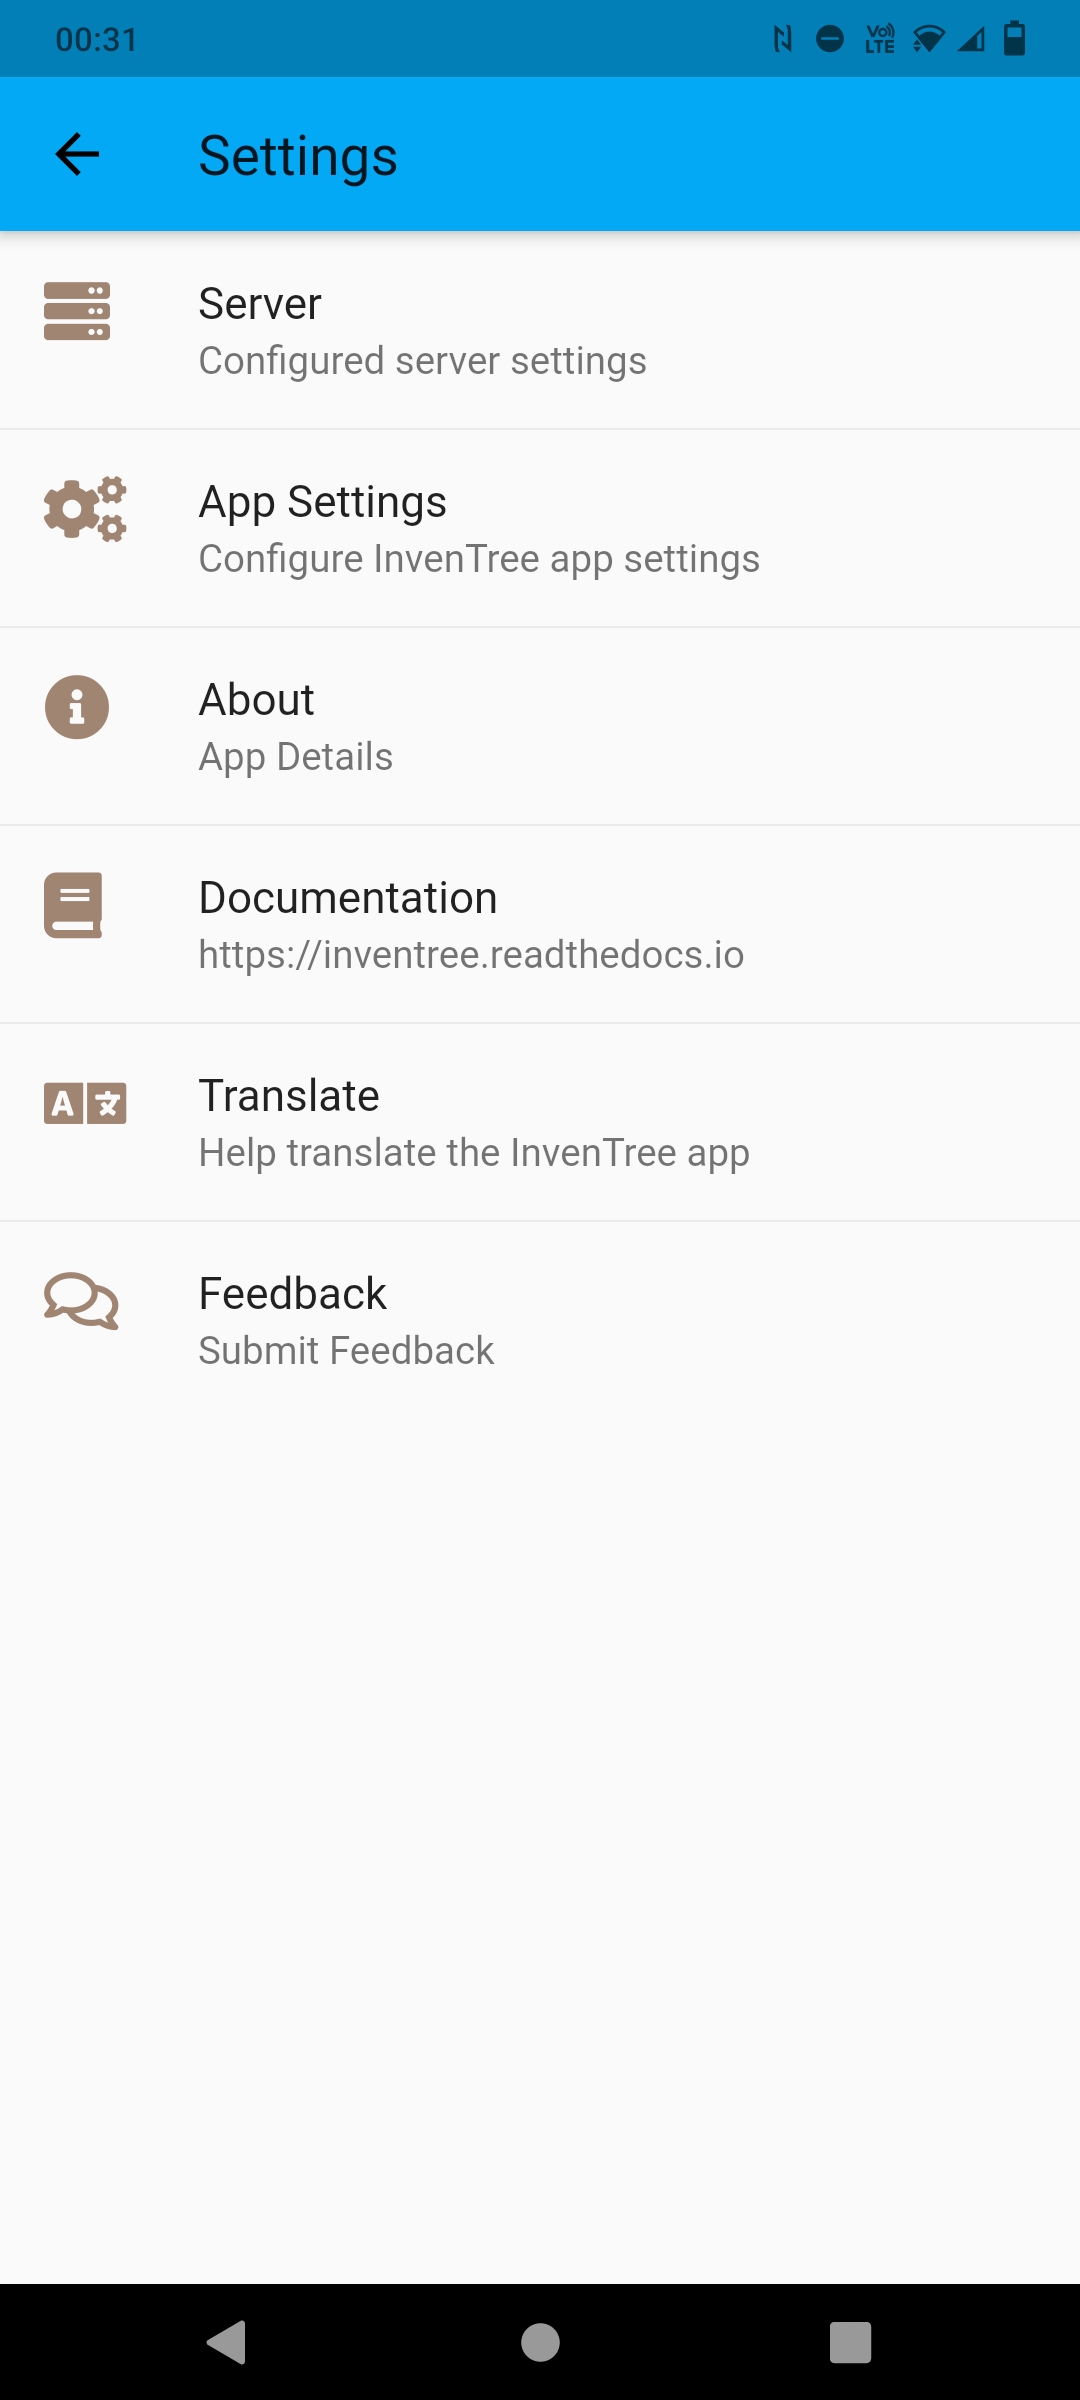 00:31
Vo)) LTE
Settings
Server
Configured server settings
App Settings
Configure InvenTree app settings
About
App Details
Documentation
https://inventree.readthedocs.io
A 文
Translate
Help translate the InvenTree app
Feedback
Submit Feedback